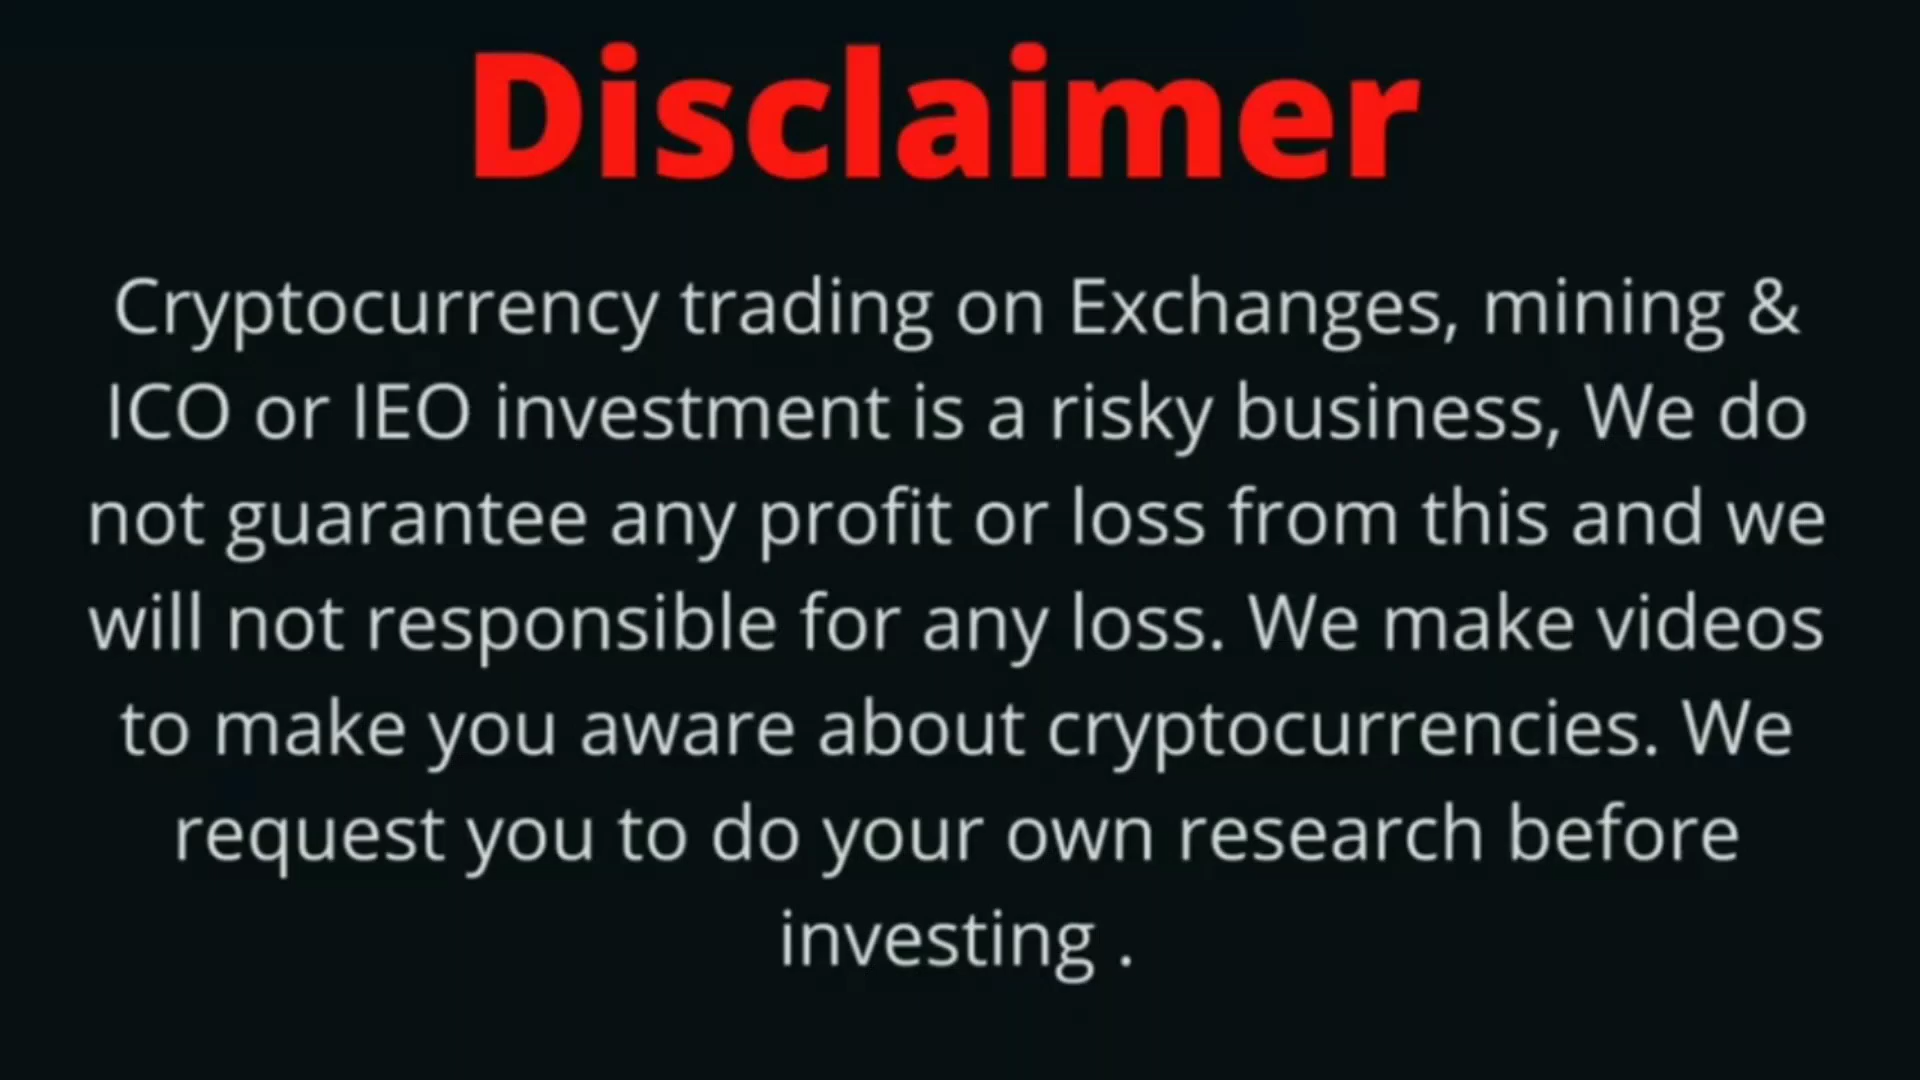 Disclaimer
Cryptocurrency trading on Exchanges, mining &
ICO or IEO investment is a risky business, We do
not guarantee any profit or loss from this and we
will not responsible for any loss. We make videos
to make you aware about cryptocurrencies. We
request you to do your own research before
investing .